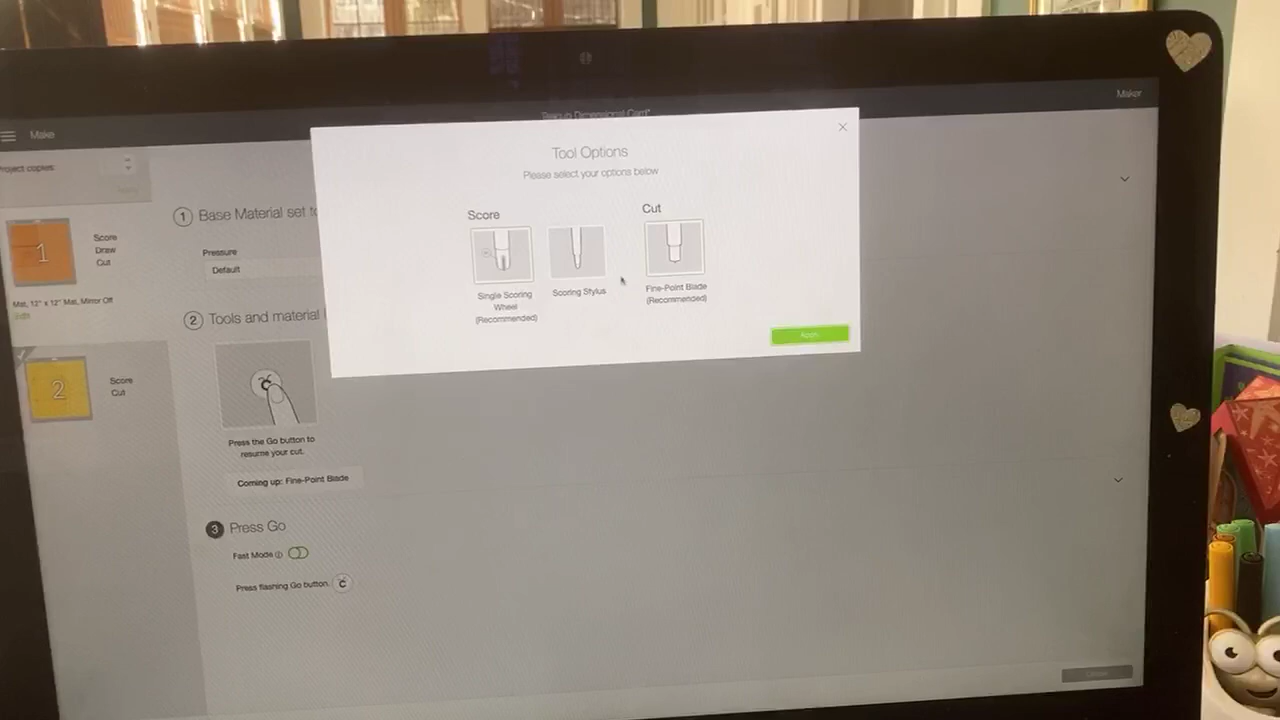 Maker
Make
Project copies:
Tool Options
Please select your options below
Score
Cut
Single Scoring
Wheel
(Recommended)
Scoring Stylus
Fine-Point Blade
(Recommended)
Apply
1
Score
Draw
Cut
Mat, 12" x 12" Mat, Mirror Off
Edit
2
Score
Cut
1 Base Material set to
Pressure
Default
2 Tools and material
Press the Go button to
resume your cut.
Coming up: Fine-Point Blade
3 Press Go
Fast Mode
Press flashing Go button.